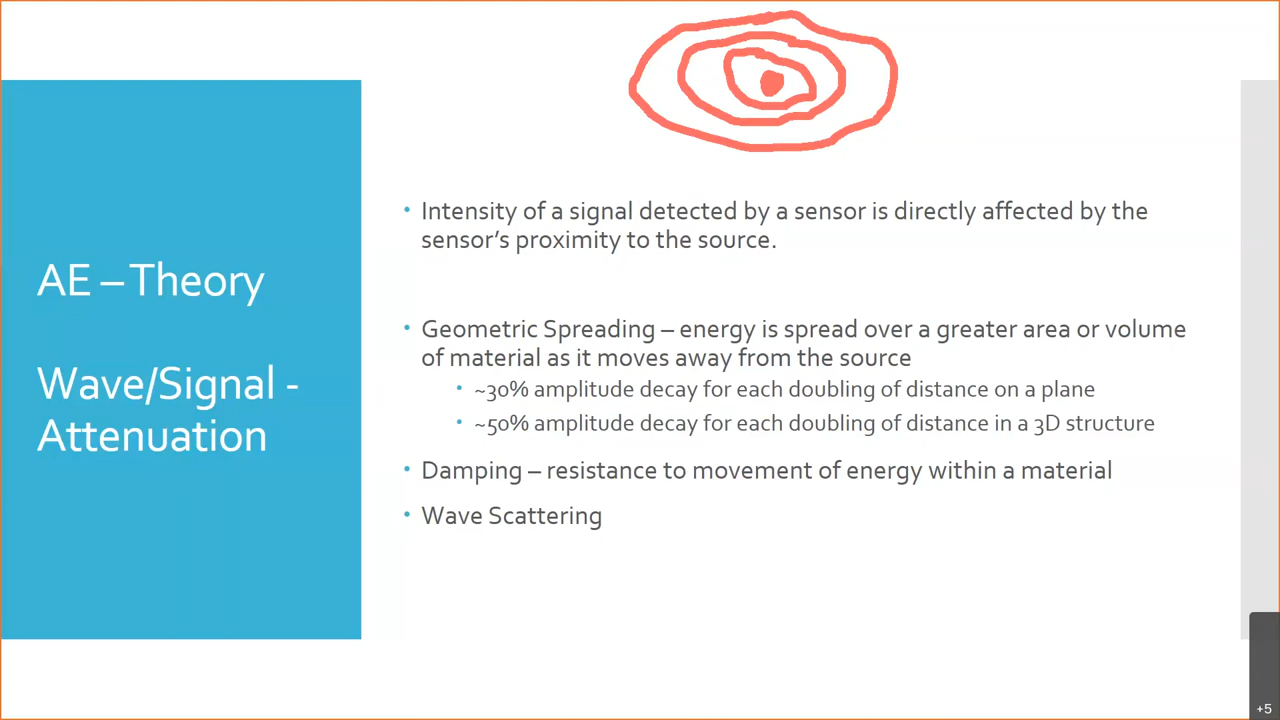 AE – Theory
Wave/Signal -
Attenuation
• Intensity of a signal detected by a sensor is directly affected by the
sensor’s proximity to the source.
• Geometric Spreading – energy is spread over a greater area or volume
of material as it moves away from the source
• ~30% amplitude decay for each doubling of distance on a plane
• ~50% amplitude decay for each doubling of distance in a 3D structure
• Damping – resistance to movement of energy within a material
• Wave Scattering
+5